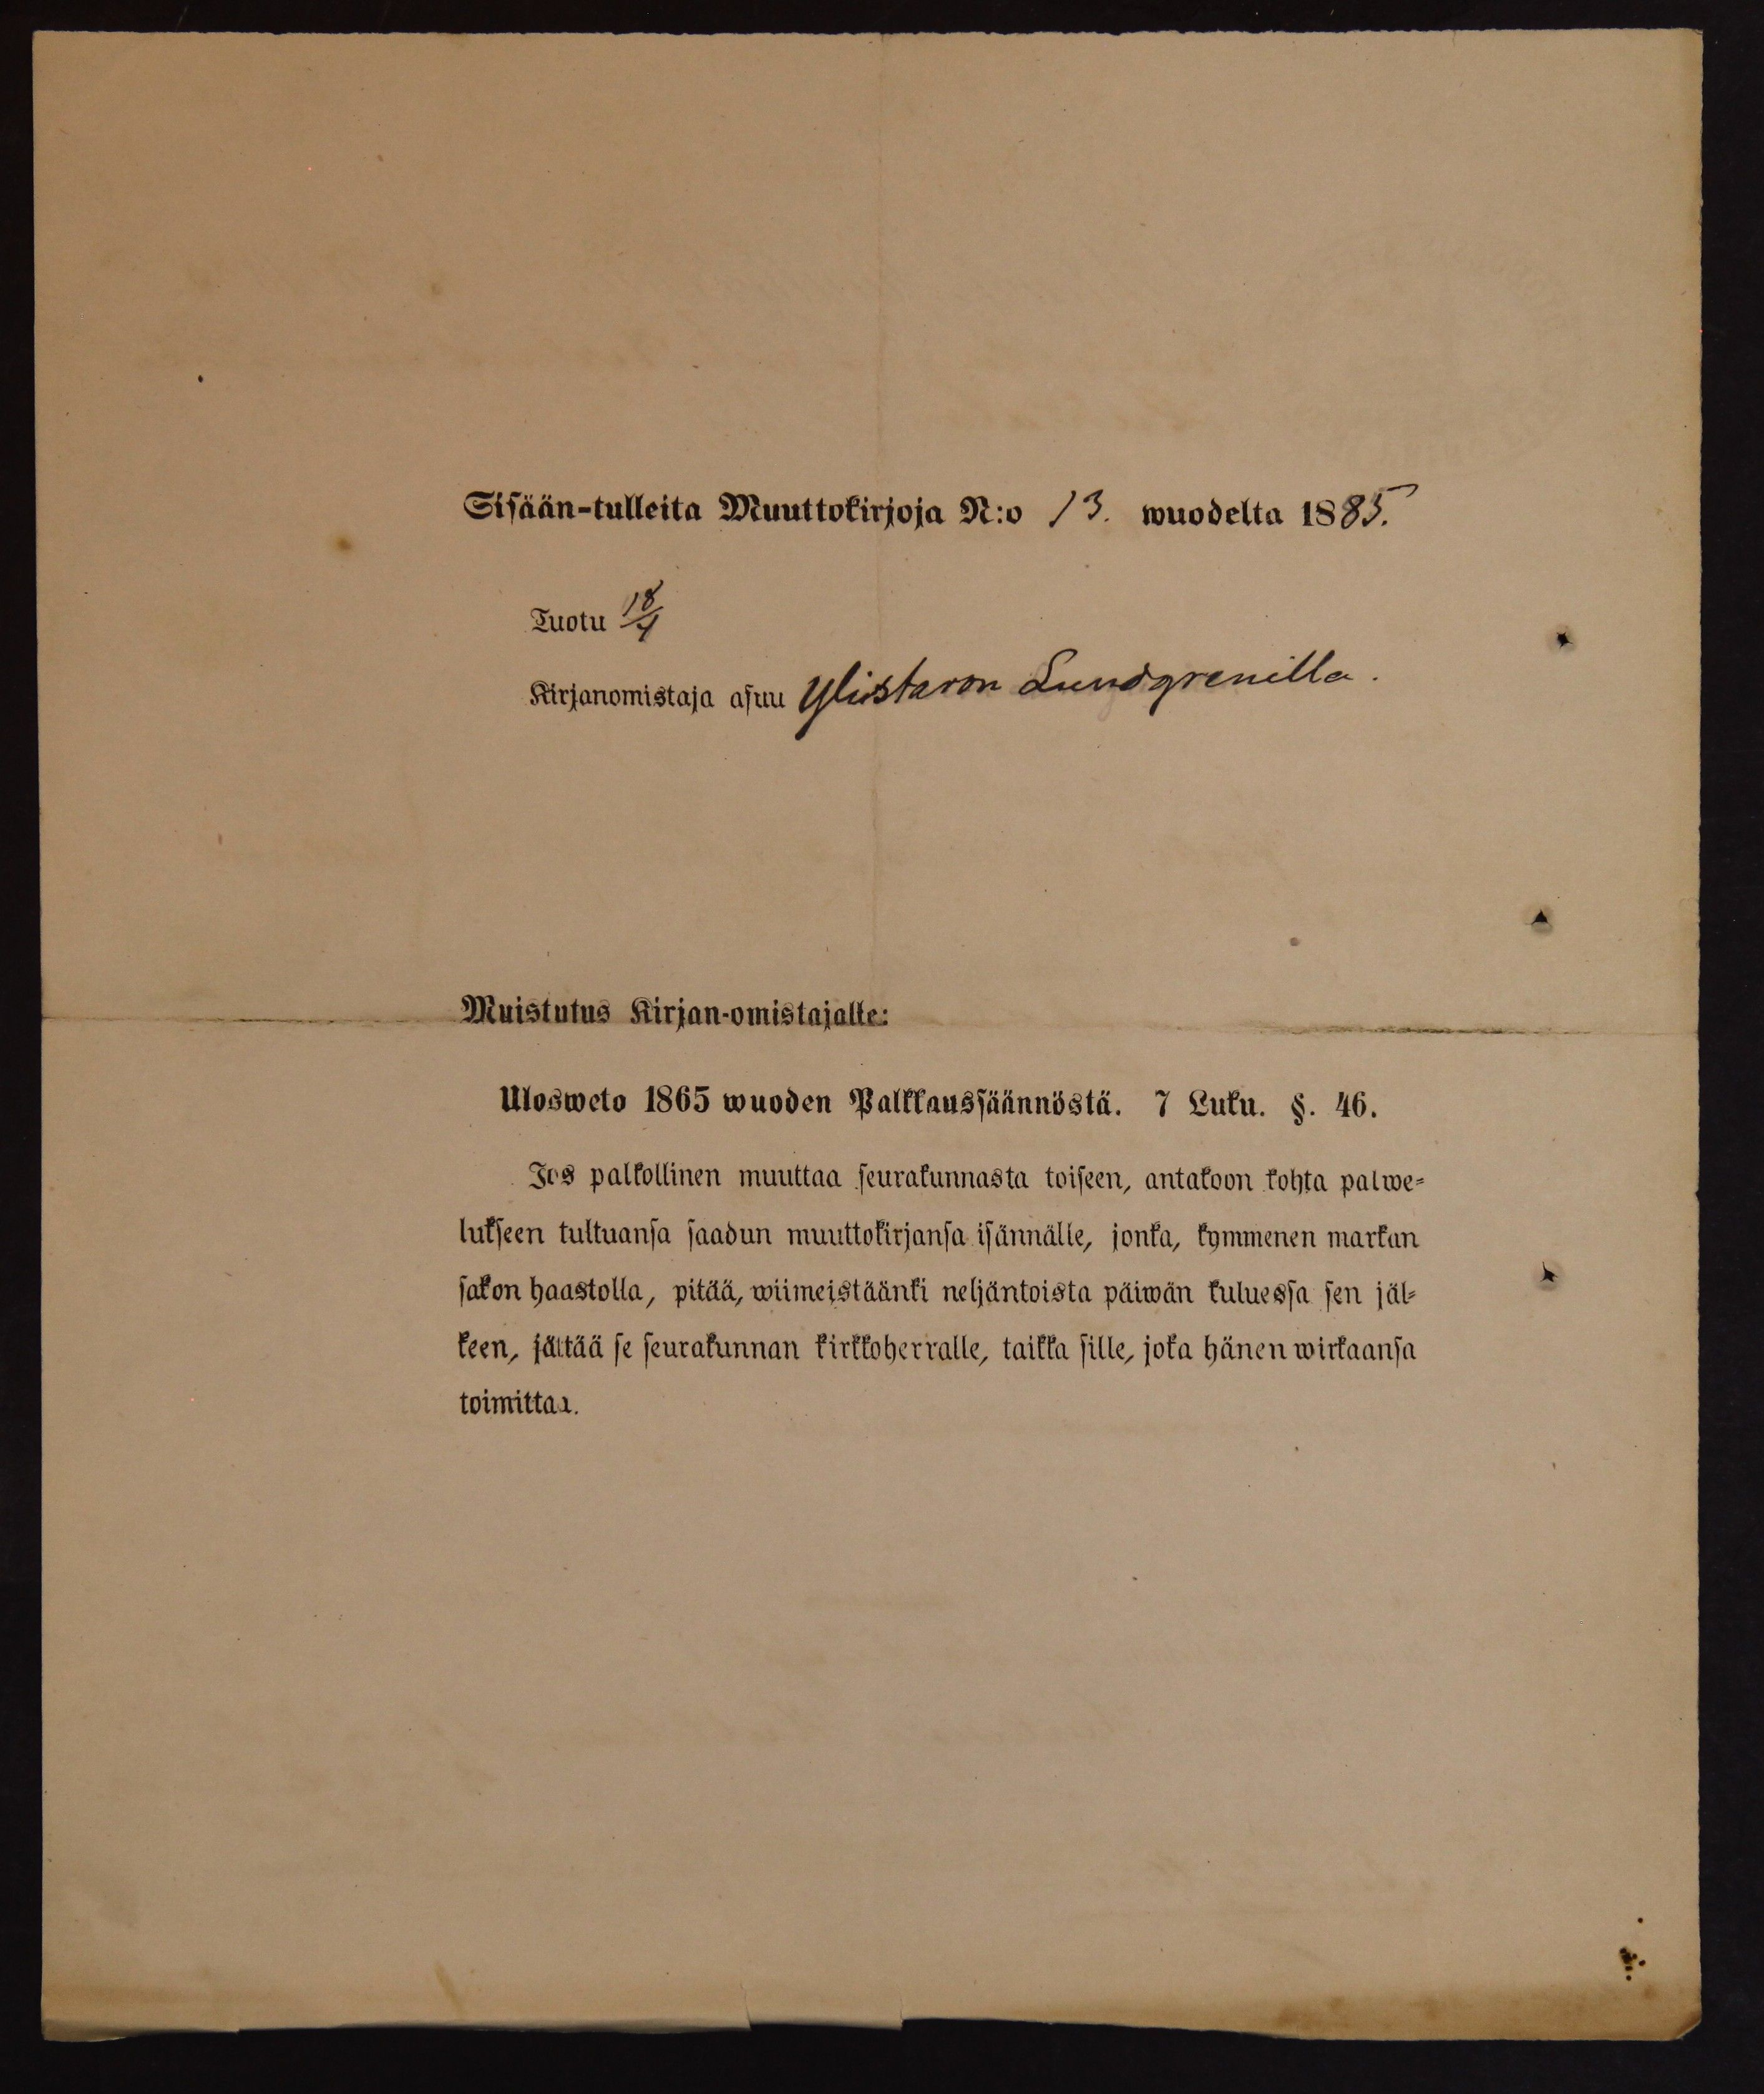 Sisään-tulleita Muuttokirjoja N:o 13. wuodelta 1885.
Tuotu 18/4
Kirjanomistaja asuu Ylistaron Lundgrenilla.
Muistutus Kirjan-omistajalle:
Ulosweto 1865 wuoden Palkkaussäännöstä. 7 Luku. §. 46.
Jos palkollinen muuttaa seurakunnasta toiseen, antakoon kohta palwe-
lukseen tultuansa saadun muuttokirjansa isännälle, jonka, kymmenen markan
sakon haastolla, pitää, wiimeistäänki neljäntoista päiwän kuluessa sen jäl-
keen, jättää se seurakunnan kirkkoherralle, taikka sille, joka hänen wirkaansa
toimittaa.